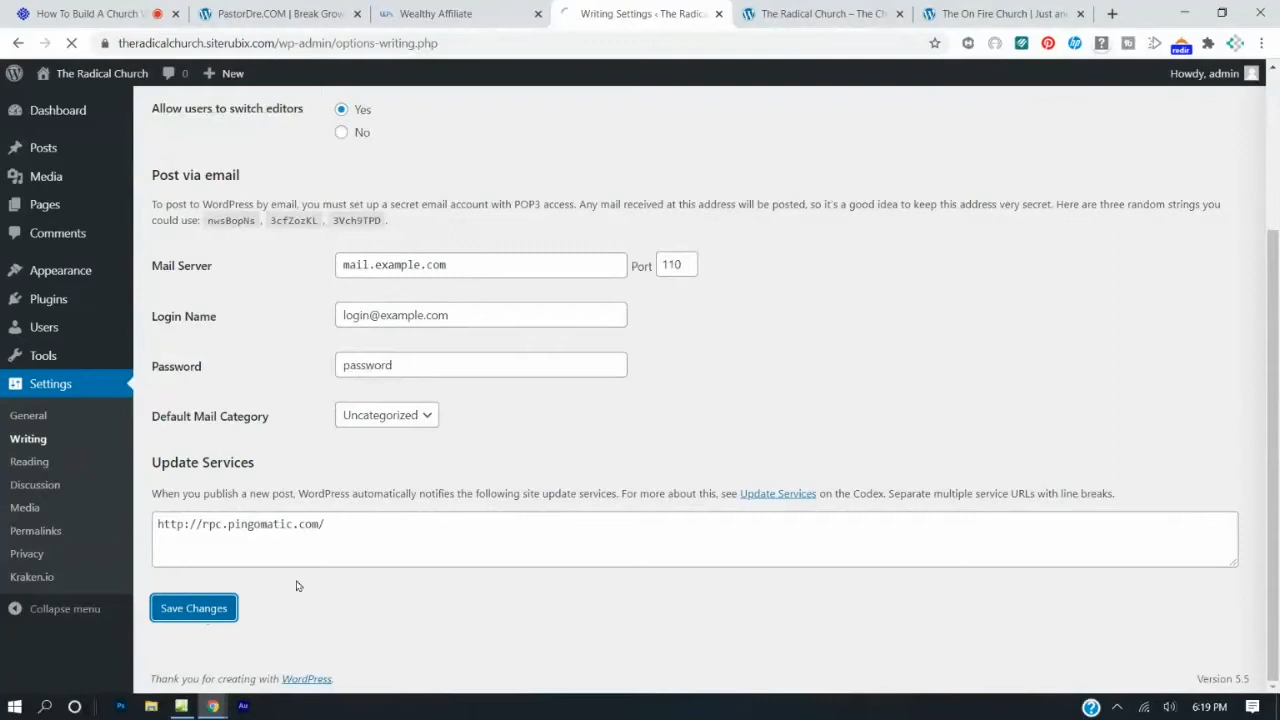 How To Build A Church W
PastorDre.COM | Break Grow
Wealthy Affiliate
Writing Settings ‹ The Radica
The Radical Church – The Ch
The On Fire Church | Just an
theradicalchurch.siterubix.com/wp-admin/options-writing.php
redir
The Radical Church
0
New
Howdy, admin
Dashboard
Posts
Media
Pages
Comments
Appearance
Plugins
Users
Tools
Settings
General
Writing
Reading
Discussion
Media
Permalinks
Privacy
Kraken.io
Collapse menu
Allow users to switch editors
Yes
No
Post via email
To post to WordPress by email, you must set up a secret email account with POP3 access. Any mail received at this address will be posted, so it's a good idea to keep this address very secret. Here are three random strings you
could use: nwsBopNs , 3cfZozKL , 3Vch9TPD .
Mail Server
mail.example.com
Port
110
Login Name
login@example.com
Password
password
Default Mail Category
Uncategorized
Update Services
When you publish a new post, WordPress automatically notifies the following site update services. For more about this, see Update Services on the Codex. Separate multiple service URLs with line breaks.
http://rpc.pingomatic.com/
Save Changes
Thank you for creating with WordPress.
Version 5.5
Ps
Au
6:19 PM